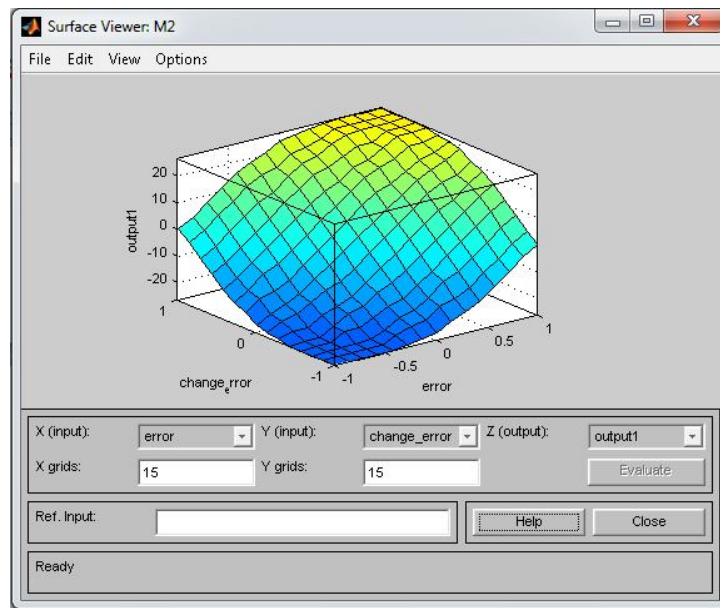 Surface Viewer: M2
File Edit View Options
20
10
0
-10
-20
output1
1
0
-1
change_error
-1
-0.5
0
0.5
1
error
X (input): error Y (input): change_error Z (output): output1
X grids: 15 Y grids: 15 Evaluate
Ref. Input: Help Close
Ready